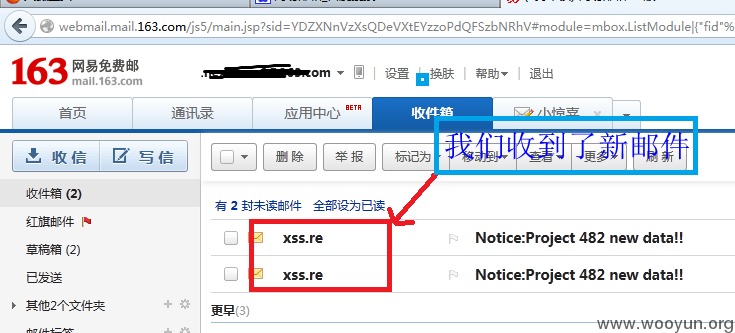 webmail.mail.163.com/js5/main.jsp?sid=YDZXNnVzXsQDeVXtEYzzoPdQFSzbNRhV#module=mbox.ListModule|{"fid"%
163 网易免费邮 mail.163.com
.com 设置 换肤 帮助 退出
首页 通讯录 应用中心 BETA 收件箱 小惊喜
我们收到了新邮件
收信 写信 删除 举报 标记为 移动到 查看 更多 刷新
收件箱 (2)
有 2 封未读邮件 全部设为已读
红旗邮件
xss.re Notice:Project 482 new data!!
草稿箱 (2)
xss.re Notice:Project 482 new data!!
已发送
其他2个文件夹
更早(3)
邮件标签
www.wooyun.org